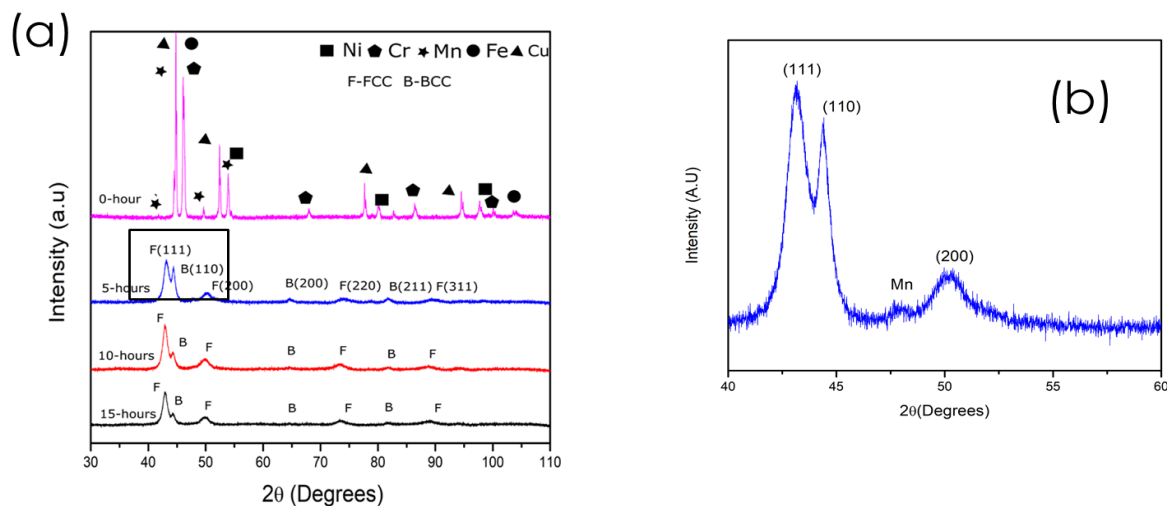 (a)
Ni Cr Mn Fe Cu
F-FCC B-BCC
0-hour
F(111)
B(110)
5-hours
F(200)
B(200)
F(220)
B(211)
F(311)
F
10-hours
B
F
B
F
B
F
F
15-hours
B
F
B
F
B
F
Intensity (a.u)
30 40 50 60 70 80 90 100 110
2θ (Degrees)
(b)
(111)
(110)
Mn
(200)
Intensity (A.U)
40 45 50 55 60
2θ(Degrees)